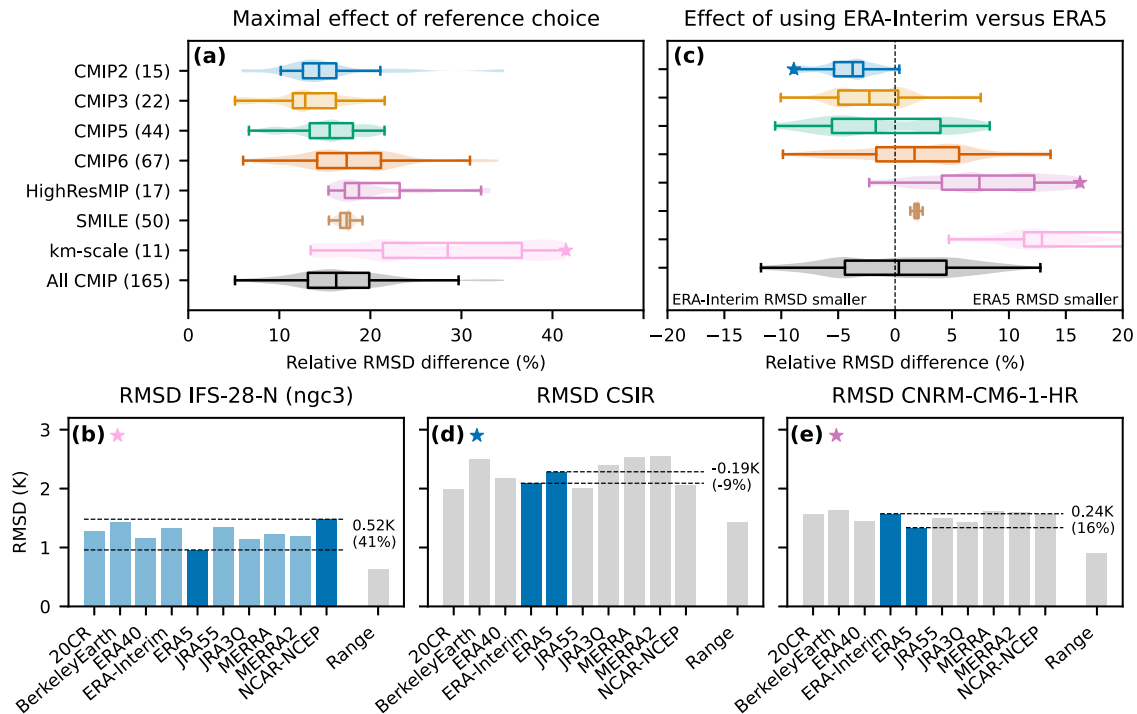 Maximal effect of reference choice
(a)
CMIP2 (15)
CMIP3 (22)
CMIP5 (44)
CMIP6 (67)
HighResMIP (17)
SMILE (50)
km-scale (11)
All CMIP (165)
0 10 20 30 40
Relative RMSD difference (%)
Effect of using ERA-Interim versus ERA5
(c)
ERA-Interim RMSD smaller
ERA5 RMSD smaller
−20 −15 −10 −5 0 5 10 15 20
Relative RMSD difference (%)
RMSD IFS-28-N (ngc3)
(b)
RMSD (K)
3
2
1
0
0.52K
(41%)
20CR
BerkeleyEarth
ERA40
ERA-Interim
ERA5
JRA55
JRA3Q
MERRA
MERRA2
NCAR-NCEP
Range
RMSD CSIR
(d)
-0.19K
(-9%)
20CR
BerkeleyEarth
ERA40
ERA-Interim
ERA5
JRA55
JRA3Q
MERRA
MERRA2
NCAR-NCEP
Range
RMSD CNRM-CM6-1-HR
(e)
0.24K
(16%)
20CR
BerkeleyEarth
ERA40
ERA-Interim
ERA5
JRA55
JRA3Q
MERRA
MERRA2
NCAR-NCEP
Range